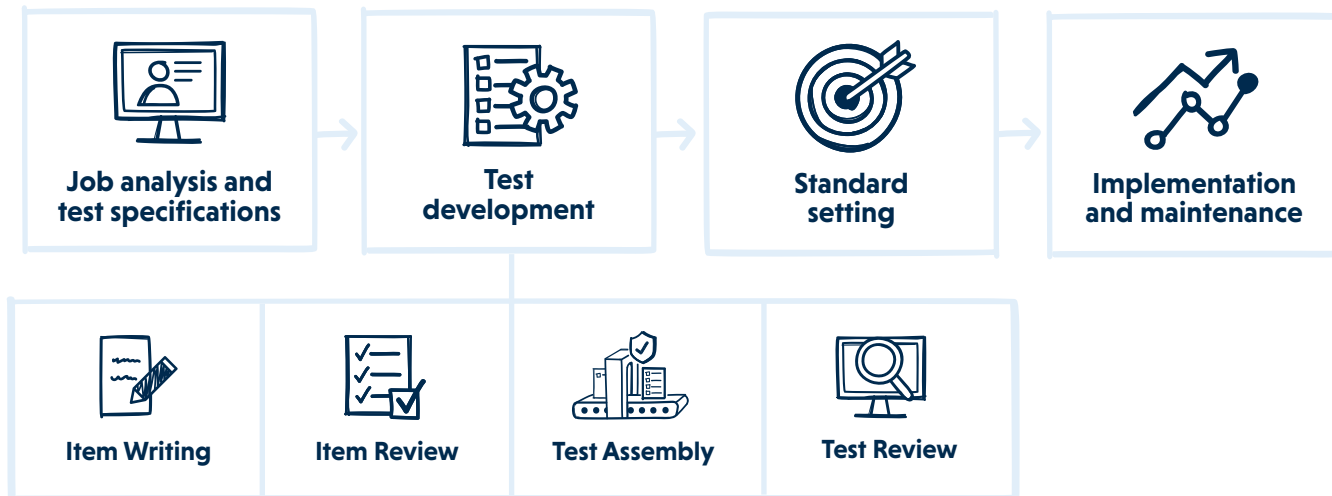 Job analysis and
test specifications
Test
development
Standard
setting
Implementation
and maintenance
Item Writing
Item Review
Test Assembly
Test Review